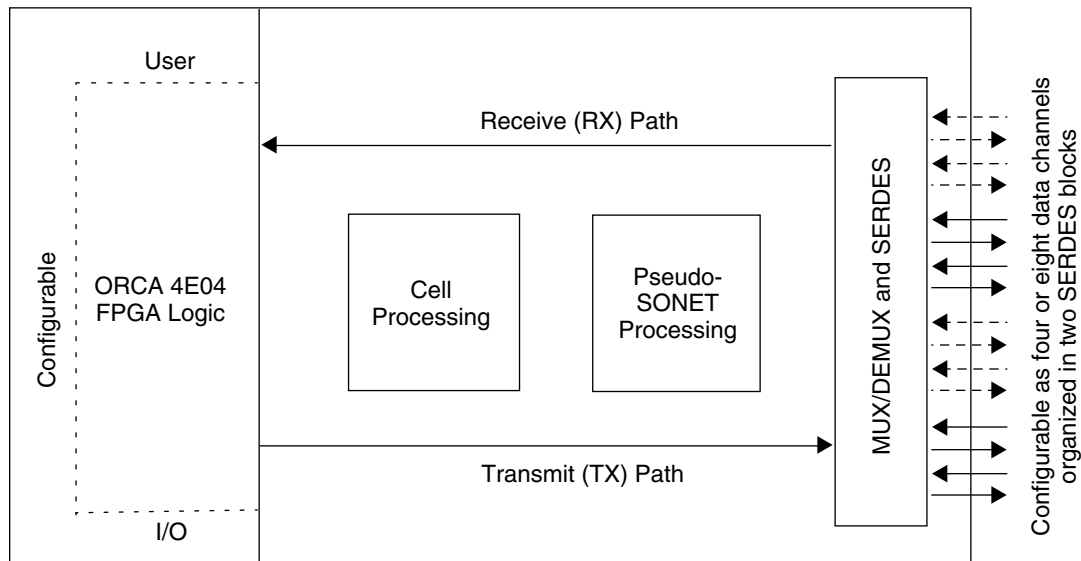 User
Configurable
I/O
ORCA 4E04
FPGA Logic
Receive (RX) Path
Cell
Processing
Pseudo-
SONET
Processing
Transmit (TX) Path
MUX/DEMUX and SERDES
Configurable as four or eight data channels
organized in two SERDES blocks